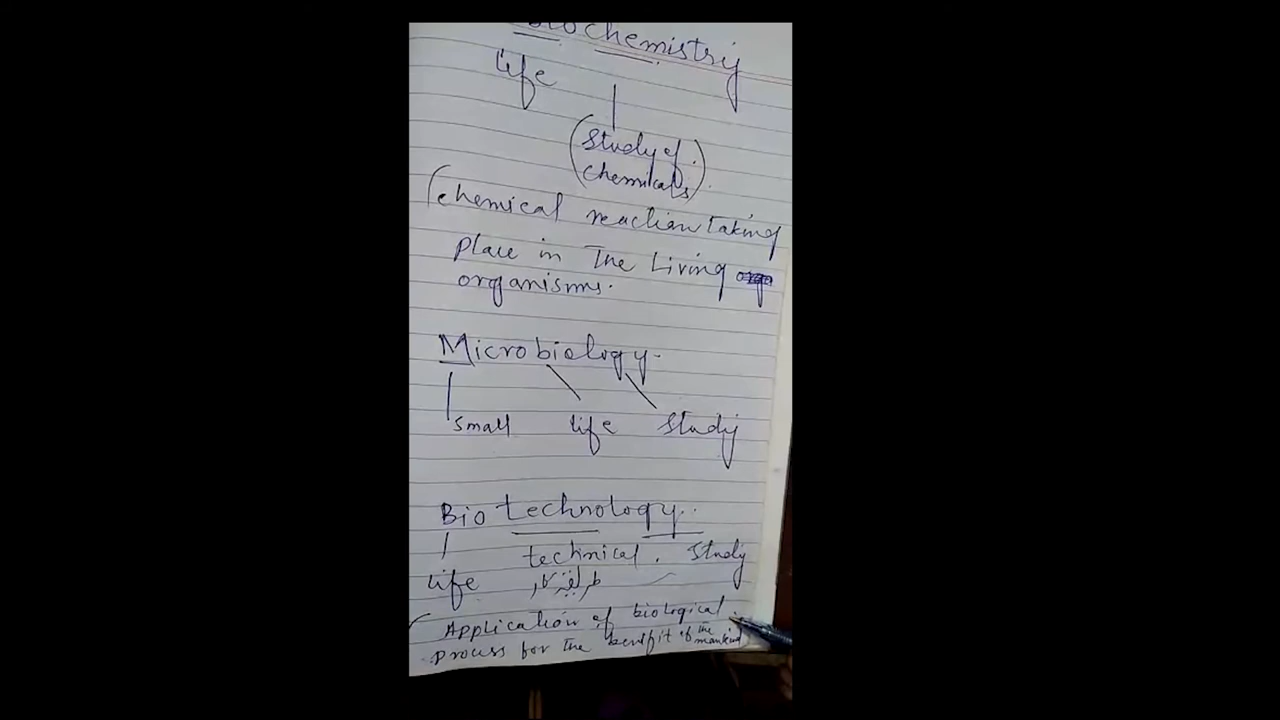 Biochemistry
life
(Study of
chemicals)
(chemical reaction taking
place in The Living
organisms.
Microbiology
small life study
Bio technology
technical. Study
life طریقہ کار
(Application of biological
process for the benefit of the mankind